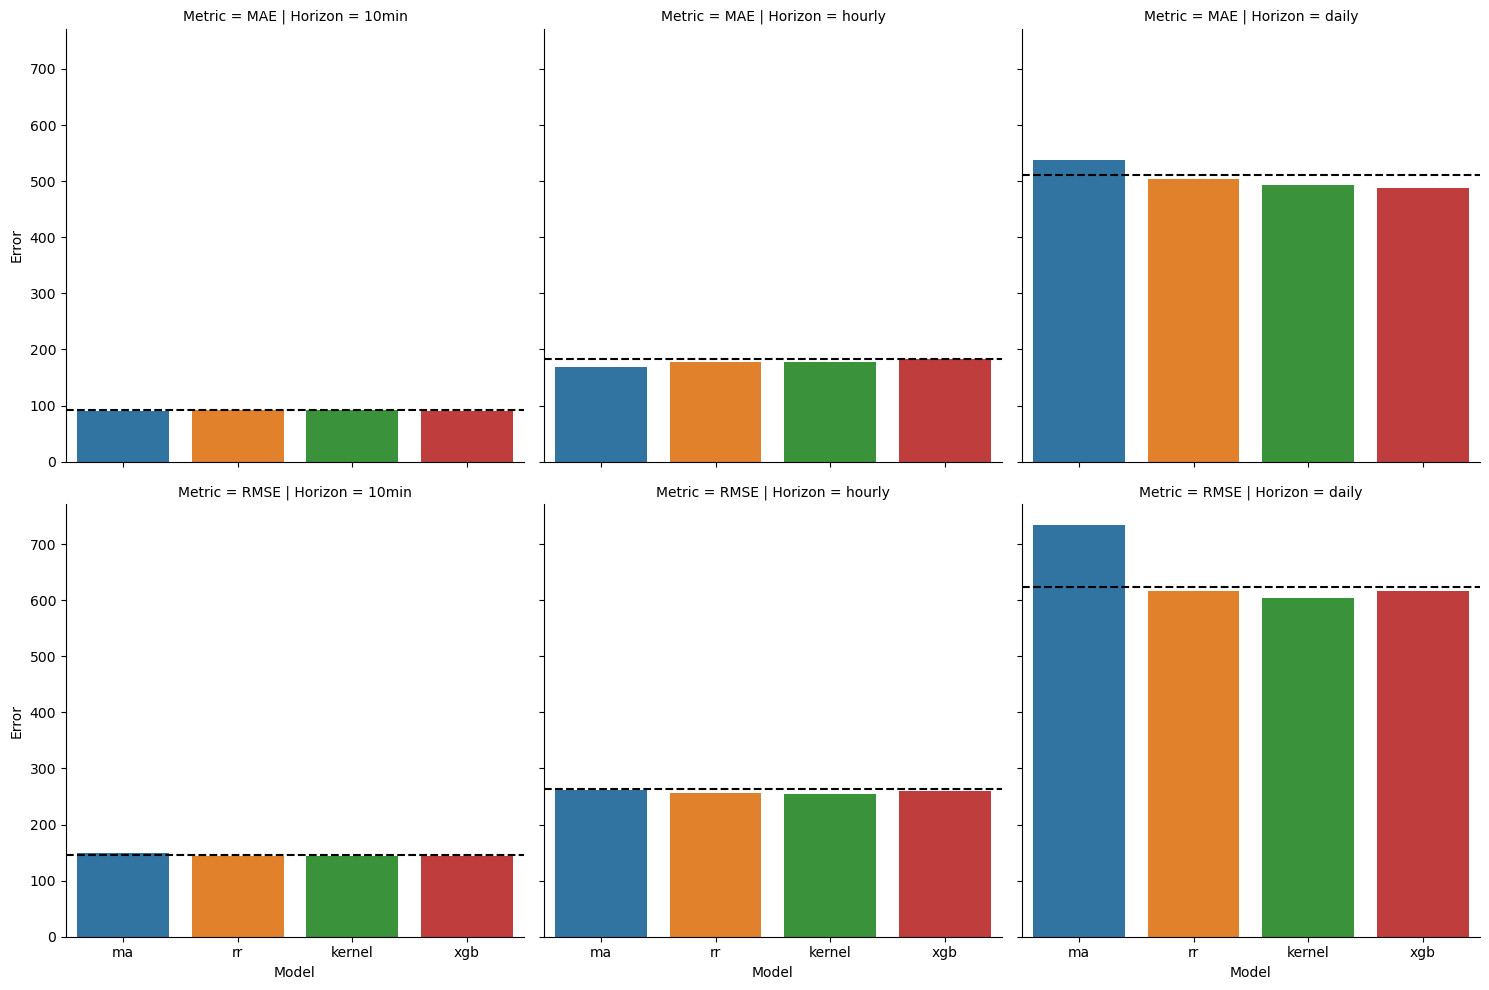 Metric = MAE | Horizon = 10min
Metric = MAE | Horizon = hourly
Metric = MAE | Horizon = daily
700
600
500
400
300
200
100
0
Error
Metric = RMSE | Horizon = 10min
Metric = RMSE | Horizon = hourly
Metric = RMSE | Horizon = daily
700
600
500
400
300
200
100
0
Error
ma rr kernel xgb
ma rr kernel xgb
ma rr kernel xgb
Model
Model
Model